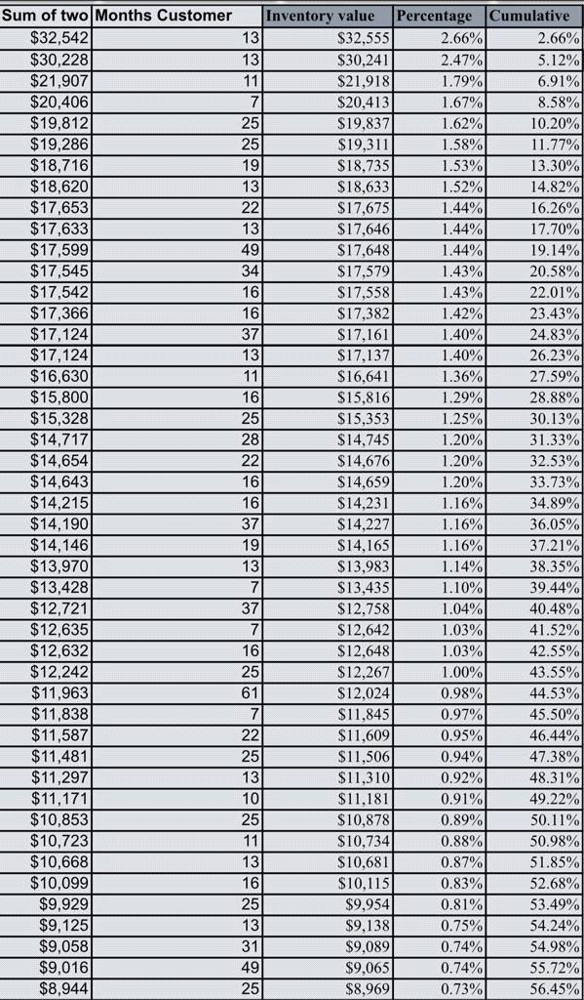 Sum of two Months Customer Inventory value Percentage Cumulative
$32,542 13 $32,555 2.66% 2.66%
$30,228 13 $30,241 2.47% 5.12%
$21,907 11 $21,918 1.79% 6.91%
$20,406 7 $20,413 1.67% 8.58%
$19,812 25 $19,837 1.62% 10.20%
$19,286 25 $19,311 1.58% 11.77%
$18,716 19 $18,735 1.53% 13.30%
$18,620 13 $18,633 1.52% 14.82%
$17,653 22 $17,675 1.44% 16.26%
$17,633 13 $17,646 1.44% 17.70%
$17,599 49 $17,648 1.44% 19.14%
$17,545 34 $17,579 1.43% 20.58%
$17,542 16 $17,558 1.43% 22.01%
$17,366 16 $17,382 1.42% 23.43%
$17,124 37 $17,161 1.40% 24.83%
$17,124 13 $17,137 1.40% 26.23%
$16,630 11 $16,641 1.36% 27.59%
$15,800 16 $15,816 1.29% 28.88%
$15,328 25 $15,353 1.25% 30.13%
$14,717 28 $14,745 1.20% 31.33%
$14,654 22 $14,676 1.20% 32.53%
$14,643 16 $14,659 1.20% 33.73%
$14,215 16 $14,231 1.16% 34.89%
$14,190 37 $14,227 1.16% 36.05%
$14,146 19 $14,165 1.16% 37.21%
$13,970 13 $13,983 1.14% 38.35%
$13,428 7 $13,435 1.10% 39.44%
$12,721 37 $12,758 1.04% 40.48%
$12,635 7 $12,642 1.03% 41.52%
$12,632 16 $12,648 1.03% 42.55%
$12,242 25 $12,267 1.00% 43.55%
$11,963 61 $12,024 0.98% 44.53%
$11,838 7 $11,845 0.97% 45.50%
$11,587 22 $11,609 0.95% 46.44%
$11,481 25 $11,506 0.94% 47.38%
$11,297 13 $11,310 0.92% 48.31%
$11,171 10 $11,181 0.91% 49.22%
$10,853 25 $10,878 0.89% 50.11%
$10,723 11 $10,734 0.88% 50.98%
$10,668 13 $10,681 0.87% 51.85%
$10,099 16 $10,115 0.83% 52.68%
$9,929 25 $9,954 0.81% 53.49%
$9,125 13 $9,138 0.75% 54.24%
$9,058 31 $9,089 0.74% 54.98%
$9,016 49 $9,065 0.74% 55.72%
$8,944 25 $8,969 0.73% 56.45%